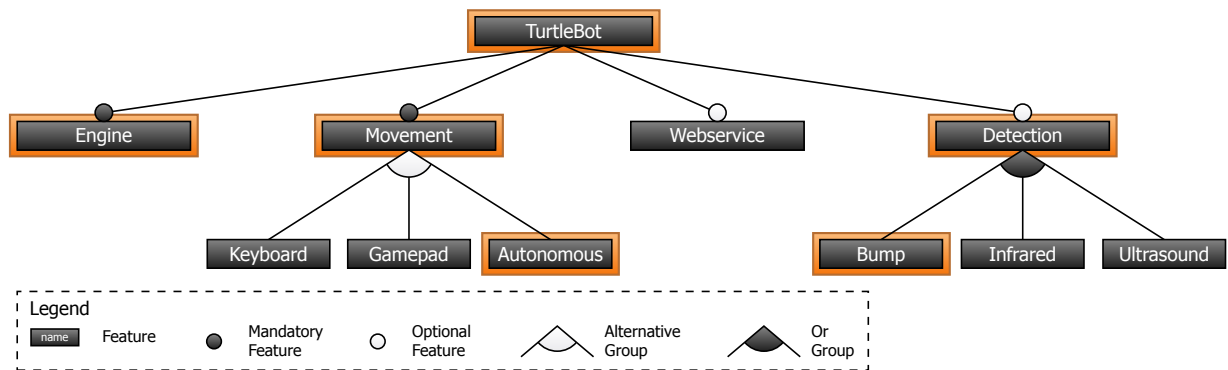 TurtleBot
Engine
Movement
Webservice
Detection
Keyboard
Gamepad
Autonomous
Bump
Infrared
Ultrasound
Legend
name
Feature
Mandatory
Feature
Optional
Feature
Alternative
Group
Or
Group